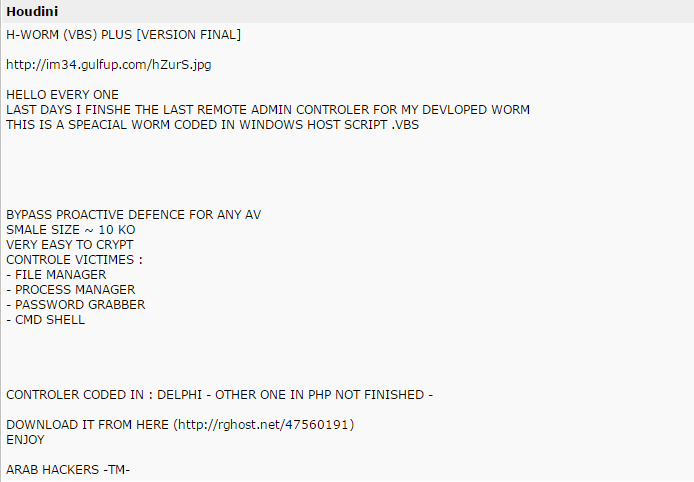 Houdini
H-WORM (VBS) PLUS [VERSION FINAL]
http://im34.gulfup.com/hZurS.jpg
HELLO EVERY ONE
LAST DAYS I FINSHE THE LAST REMOTE ADMIN CONTROLER FOR MY DEVLOPED WORM
THIS IS A SPEACIAL WORM CODED IN WINDOWS HOST SCRIPT .VBS
BYPASS PROACTIVE DEFENCE FOR ANY AV
SMALE SIZE ~ 10 KO
VERY EASY TO CRYPT
CONTROLE VICTIMES :
- FILE MANAGER
- PROCESS MANAGER
- PASSWORD GRABBER
- CMD SHELL
CONTROLER CODED IN : DELPHI - OTHER ONE IN PHP NOT FINISHED -
DOWNLOAD IT FROM HERE (http://rghost.net/47560191)
ENJOY
ARAB HACKERS -TM-